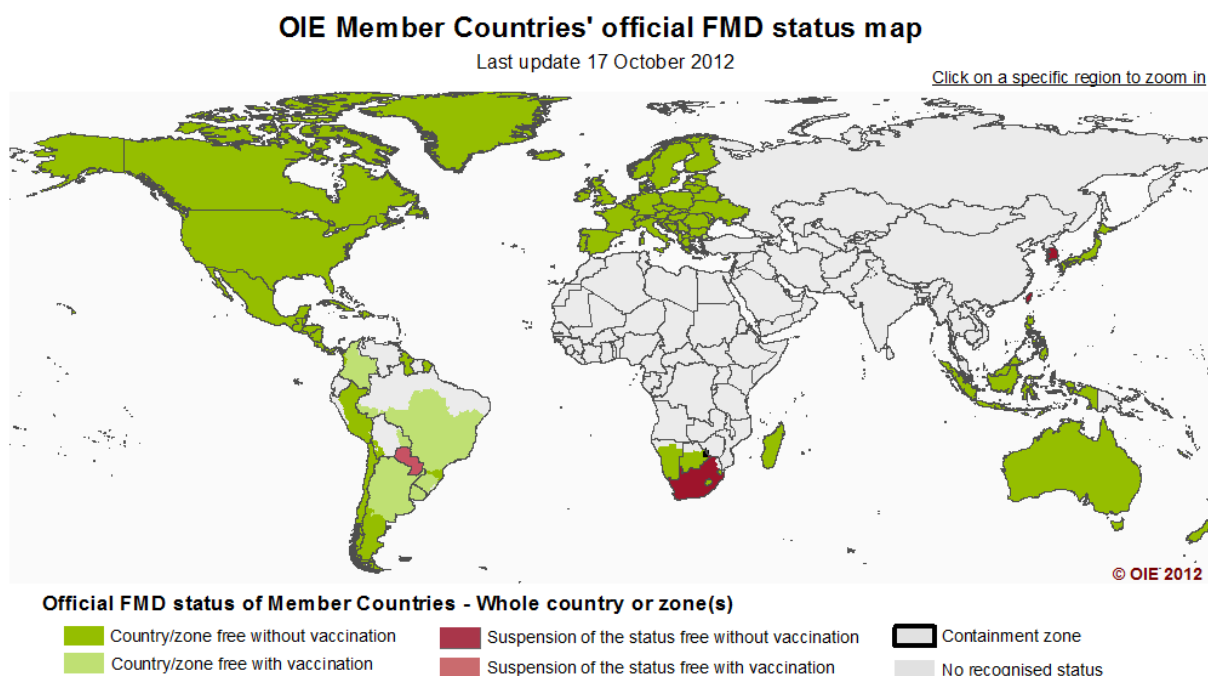 OIE Member Countries' official FMD status map
Last update 17 October 2012
Click on a specific region to zoom in
© OIE 2012
Official FMD status of Member Countries - Whole country or zone(s)
Country/zone free without vaccination
Suspension of the status free without vaccination
Containment zone
Country/zone free with vaccination
Suspension of the status free with vaccination
No recognised status